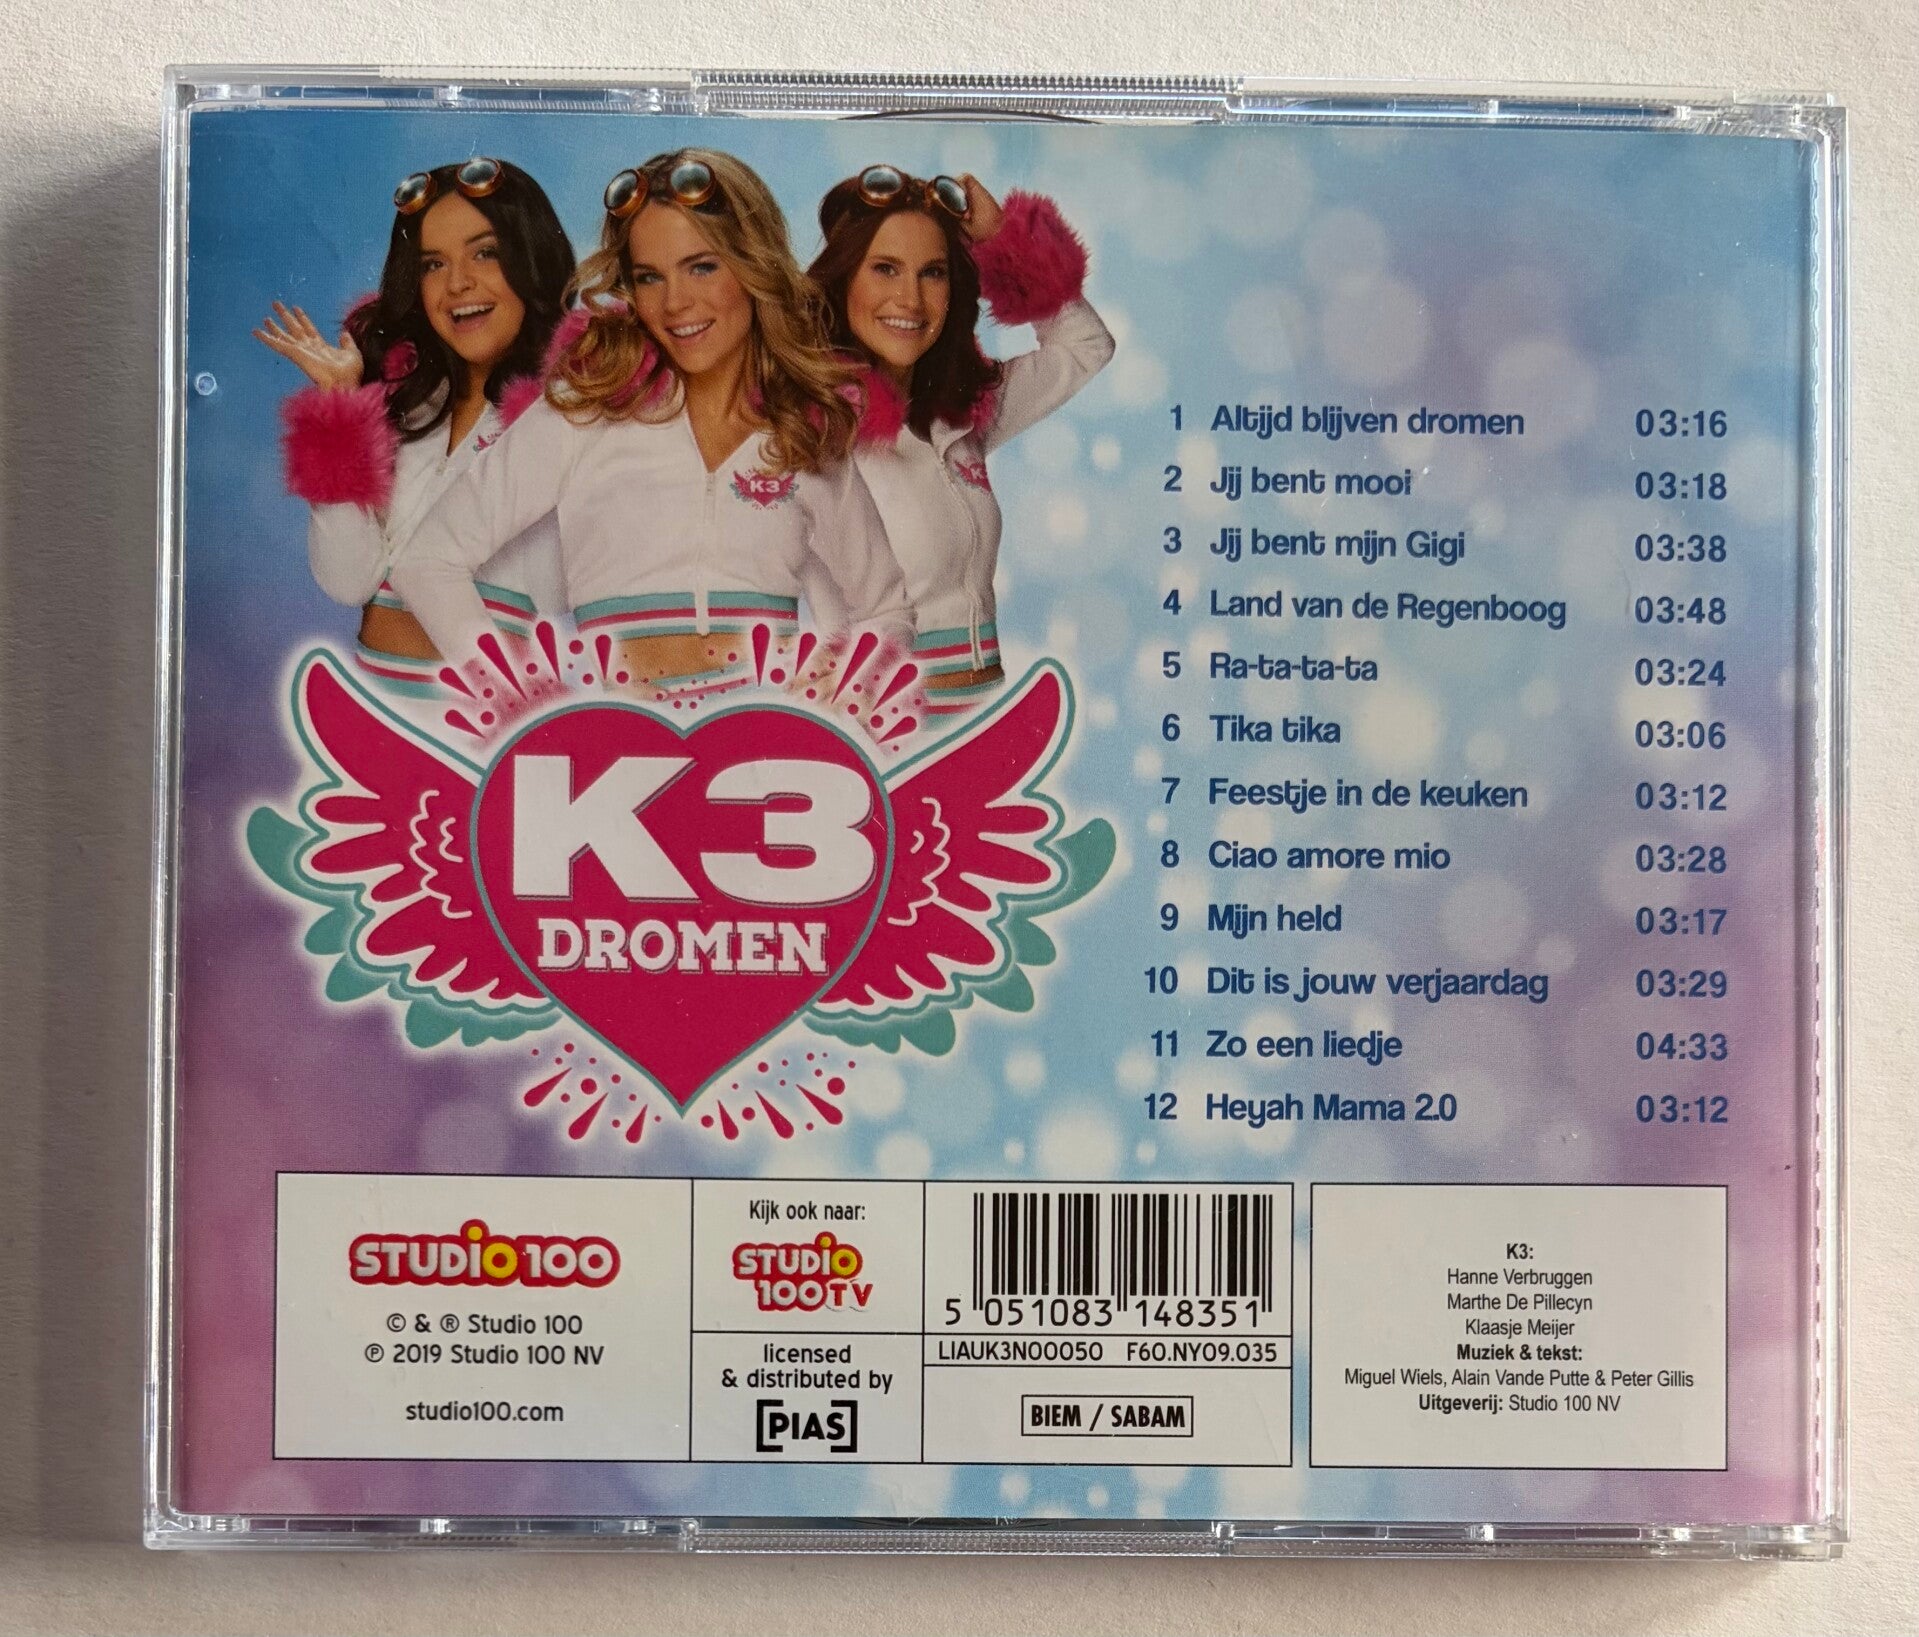 1 Altijd blijven dromen 03:16
2 Jij bent mooi 03:18
3 Jij bent mijn Gigi 03:38
4 Land van de Regenboog 03:48
5 Ra-ta-ta-ta 03:24
6 Tika tika 03:06
7 Feestje in de keuken 03:12
8 Ciao amore mio 03:28
9 Mijn held 03:17
10 Dit is jouw verjaardag 03:29
11 Zo een liedje 04:33
12 Heyah Mama 2.0 03:12
K3
K3
DROMEN
STUDIO 100
© & ® Studio 100
℗ 2019 Studio 100 NV
studio100.com
Kijk ook naar:
STUDIO
100TV
licensed
& distributed by
[PIAS]
5 051083 148351
LIAUK3N00050 F60.NY09.035
BIEM / SABAM
K3:
Hanne Verbruggen
Marthe De Pillecyn
Klaasje Meijer
Muziek & tekst:
Miguel Wiels, Alain Vande Putte & Peter Gillis
Uitgeverij: Studio 100 NV